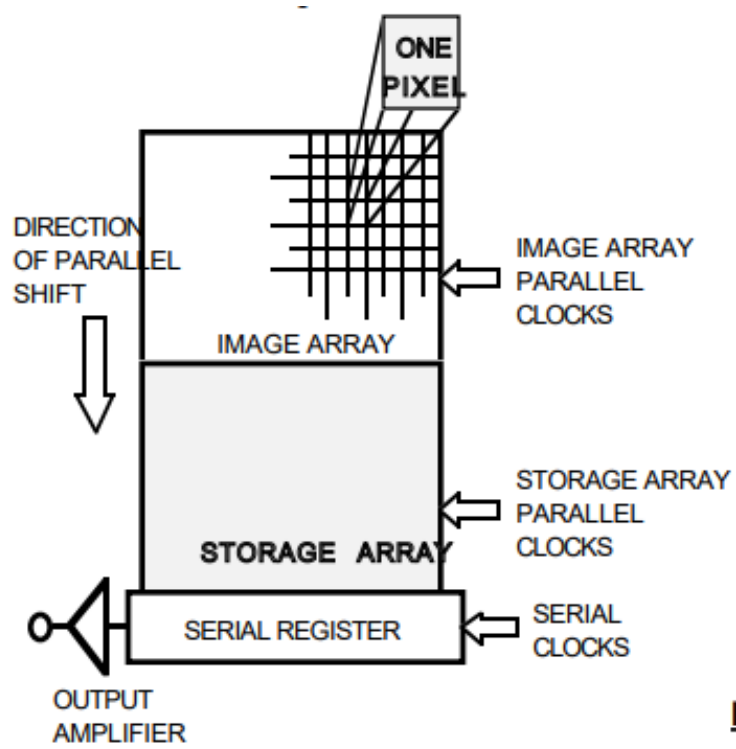 ONE
PIXEL
DIRECTION
OF PARALLEL
SHIFT
IMAGE ARRAY
PARALLEL
CLOCKS
IMAGE ARRAY
STORAGE ARRAY
PARALLEL
CLOCKS
STORAGE ARRAY
SERIAL REGISTER
SERIAL
CLOCKS
OUTPUT
AMPLIFIER